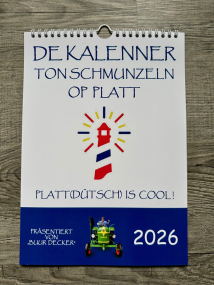 DE KALENNER
TON SCHMUNZELN
OP PLATT
PLATT(DÜTSCH) IS COOL!
PRÄSENTIERT
VON
„BUUR DECKER“
2026